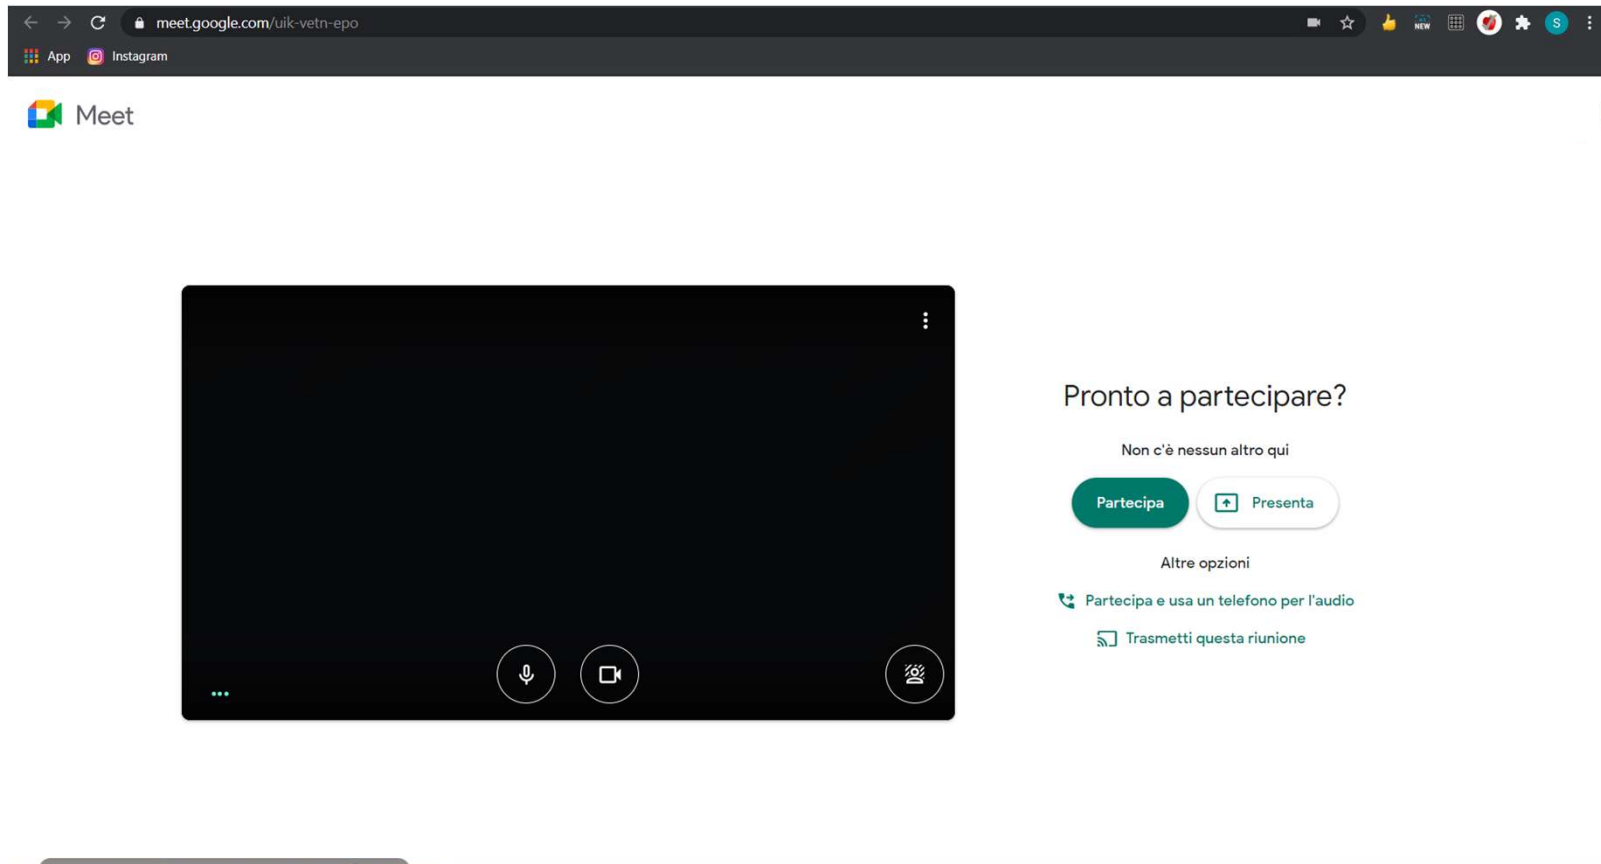 meet.google.com/uik-vetn-epo
NEW
S
App
Instagram
Meet
Pronto a partecipare?
Non c'è nessun altro qui
Partecipa
Presenta
Altre opzioni
Partecipa e usa un telefono per l'audio
Trasmetti questa riunione